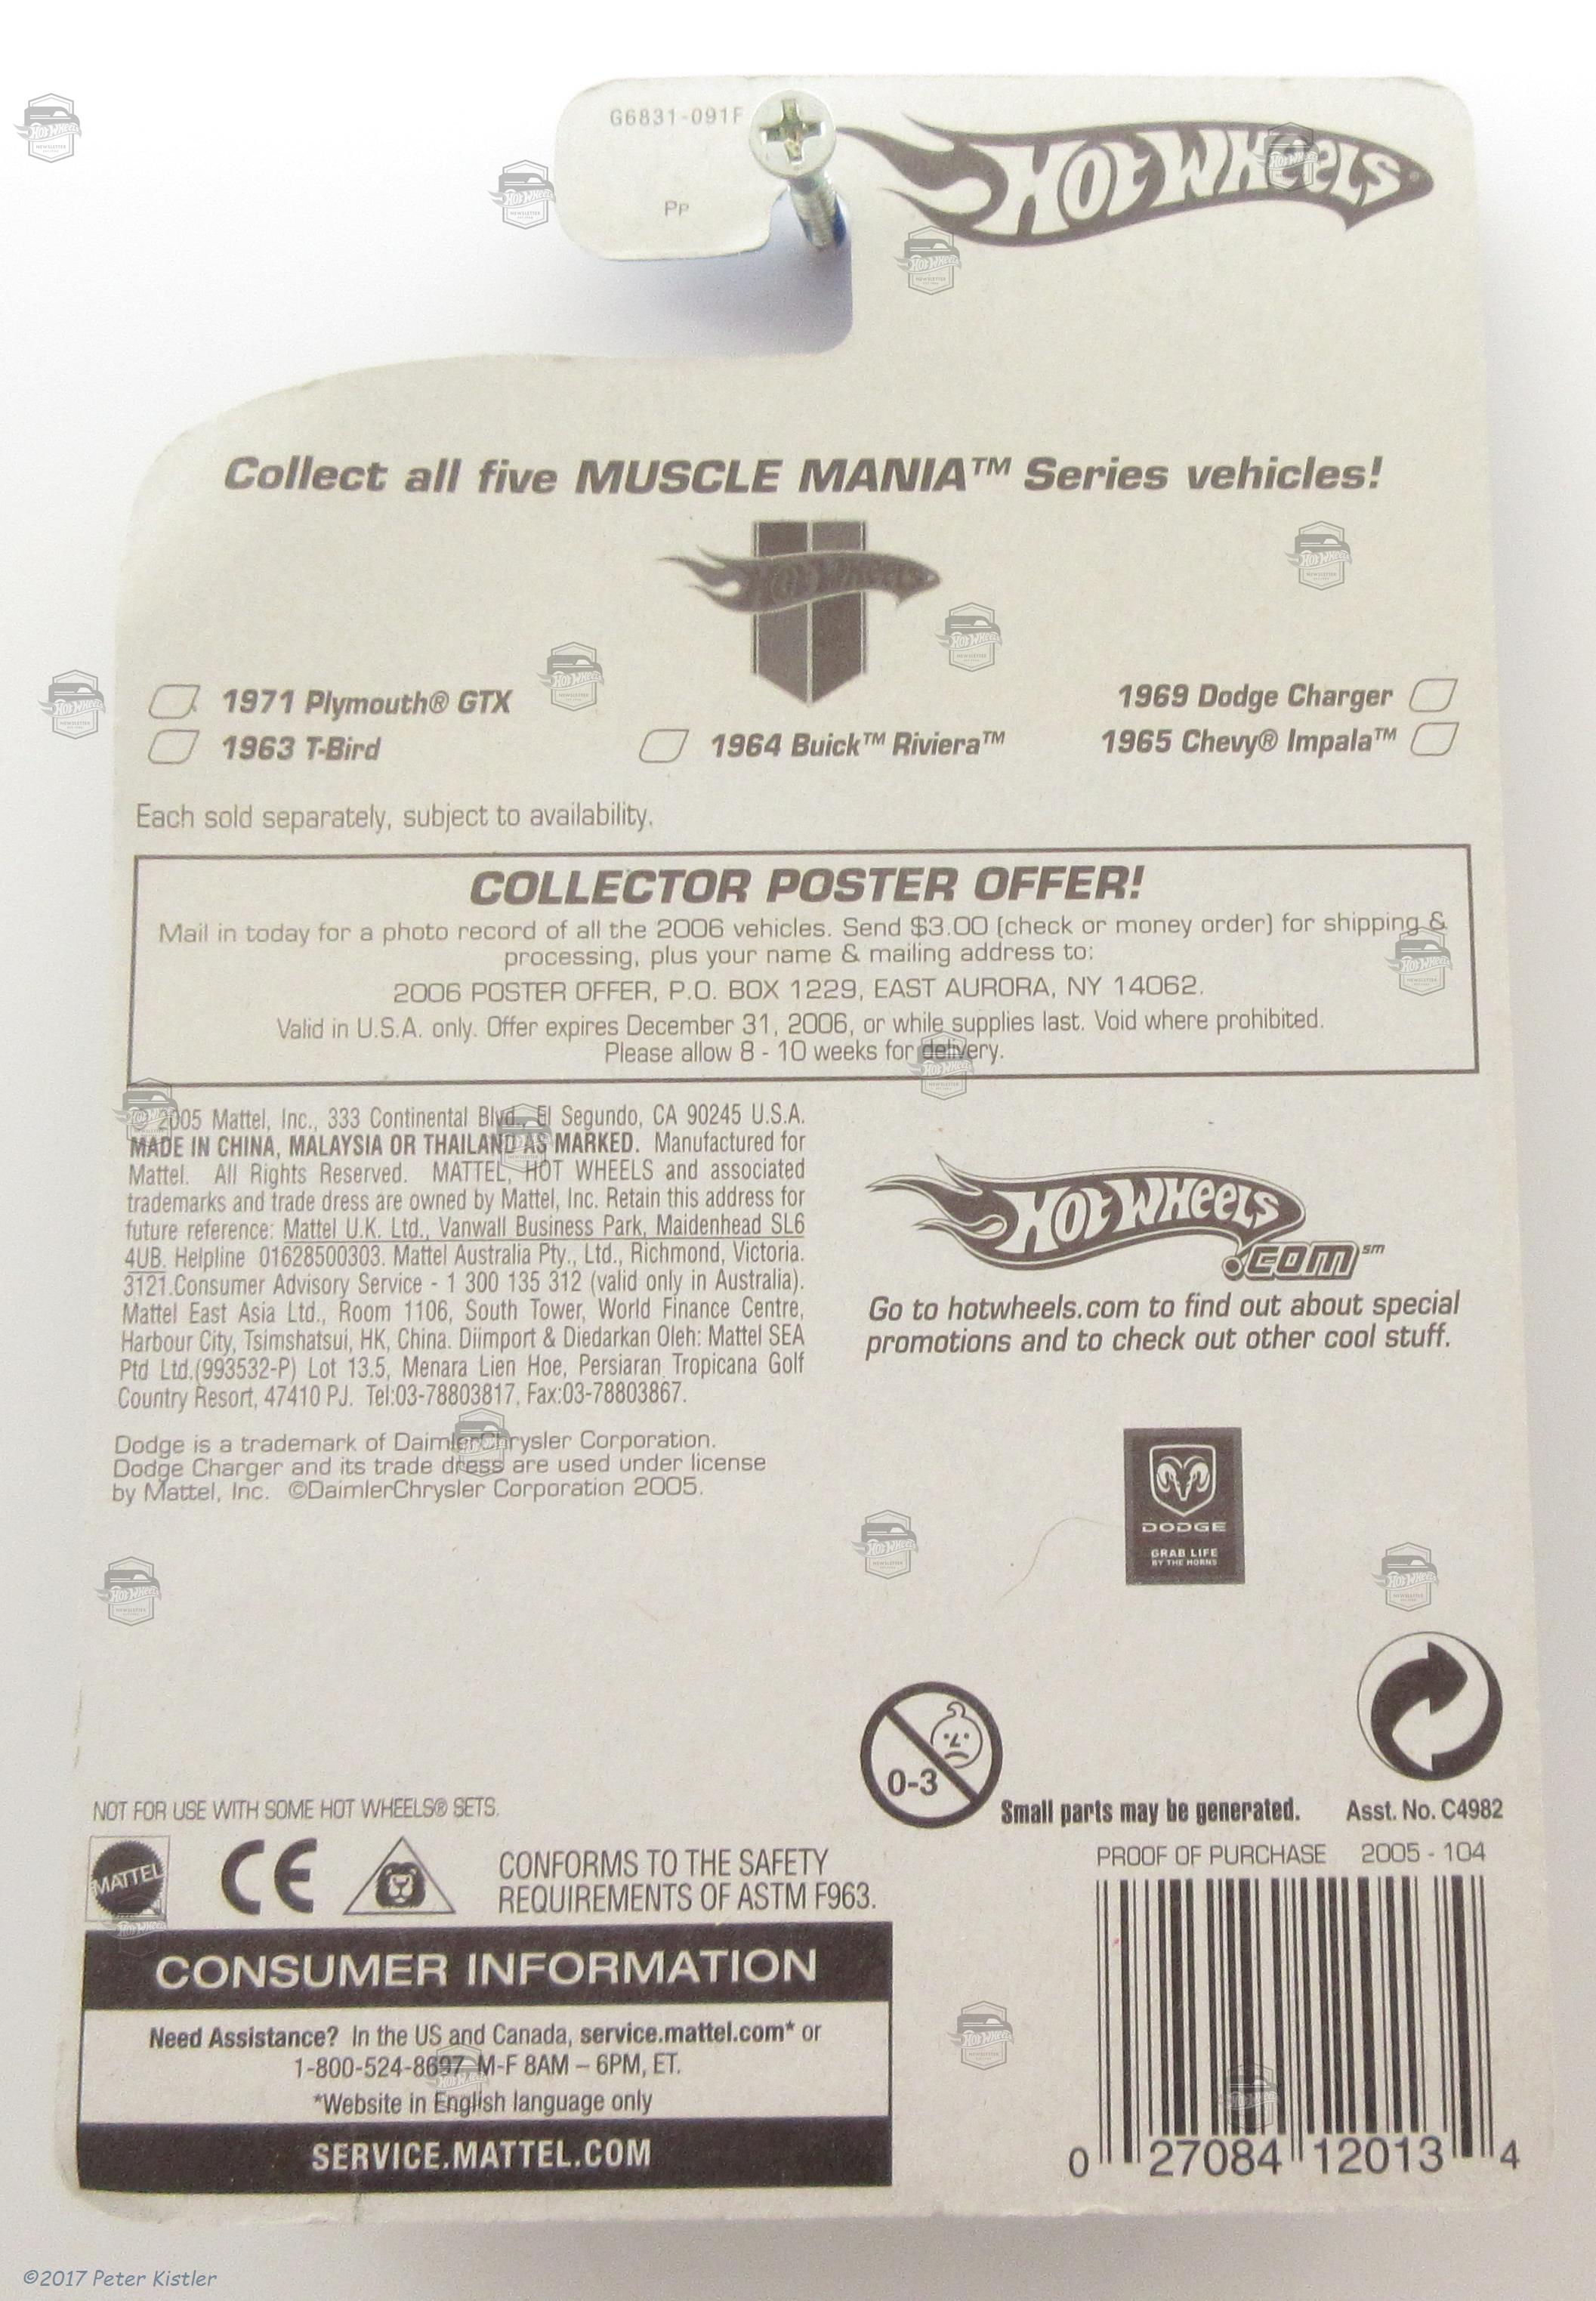 G6831-091F
Pp
HOT WHEELS
Collect all five MUSCLE MANIA™ Series vehicles!
HOT WHEELS
1971 Plymouth® GTX
1969 Dodge Charger
1963 T-Bird
1964 Buick™ Riviera™
1965 Chevy® Impala™
Each sold separately, subject to availability.
COLLECTOR POSTER OFFER!
Mail in today for a photo record of all the 2006 vehicles. Send $3.00 (check or money order) for shipping &
processing, plus your name & mailing address to:
2006 POSTER OFFER, P.O. BOX 1229, EAST AURORA, NY 14062.
Valid in U.S.A. only. Offer expires December 31, 2006, or while supplies last. Void where prohibited.
Please allow 8 - 10 weeks for delivery.
© 2005 Mattel, Inc., 333 Continental Blvd., El Segundo, CA 90245 U.S.A.
MADE IN CHINA, MALAYSIA OR THAILAND AS MARKED. Manufactured for
Mattel. All Rights Reserved. MATTEL, HOT WHEELS and associated
trademarks and trade dress are owned by Mattel, Inc. Retain this address for
future reference: Mattel U.K. Ltd., Vanwall Business Park, Maidenhead SL6
4UB. Helpline 01628500303. Mattel Australia Pty., Ltd., Richmond, Victoria.
3121.Consumer Advisory Service - 1 300 135 312 (valid only in Australia).
Mattel East Asia Ltd., Room 1106, South Tower, World Finance Centre,
Harbour City, Tsimshatsui, HK, China. Diimport & Diedarkan Oleh: Mattel SEA
Ptd Ltd.(993532-P) Lot 13.5, Menara Lien Hoe, Persiaran Tropicana Golf
Country Resort, 47410 PJ. Tel:03-78803817, Fax:03-78803867.
Dodge is a trademark of DaimlerChrysler Corporation.
Dodge Charger and its trade dress are used under license
by Mattel, Inc. ©DaimlerChrysler Corporation 2005.
HOT WHEELS
.COM℠
Go to hotwheels.com to find out about special
promotions and to check out other cool stuff.
DODGE
GRAB LIFE
BY THE HORNS
0-3
Small parts may be generated.
Asst. No. C4982
NOT FOR USE WITH SOME HOT WHEELS® SETS.
MATTEL
CE
CONFORMS TO THE SAFETY
REQUIREMENTS OF ASTM F963.
PROOF OF PURCHASE 2005 - 104
CONSUMER INFORMATION
Need Assistance? In the US and Canada, service.mattel.com* or
1-800-524-8697, M-F 8AM – 6PM, ET.
*Website in English language only
SERVICE.MATTEL.COM
0 27084 12013 4
©2017 Peter Kistler
HOT WHEELS
NEWSLETTER